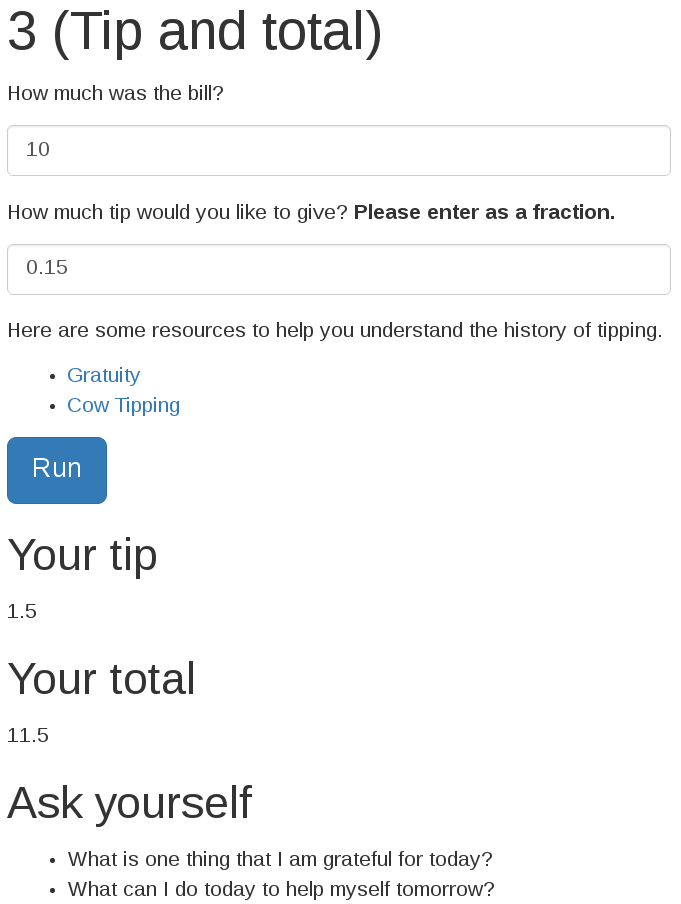 3 (Tip and total)
How much was the bill?
10
How much tip would you like to give? Please enter as a fraction.
0.15
Here are some resources to help you understand the history of tipping.
Gratuity
Cow Tipping
Run
Your tip
1.5
Your total
11.5
Ask yourself
What is one thing that I am grateful for today?
What can I do today to help myself tomorrow?